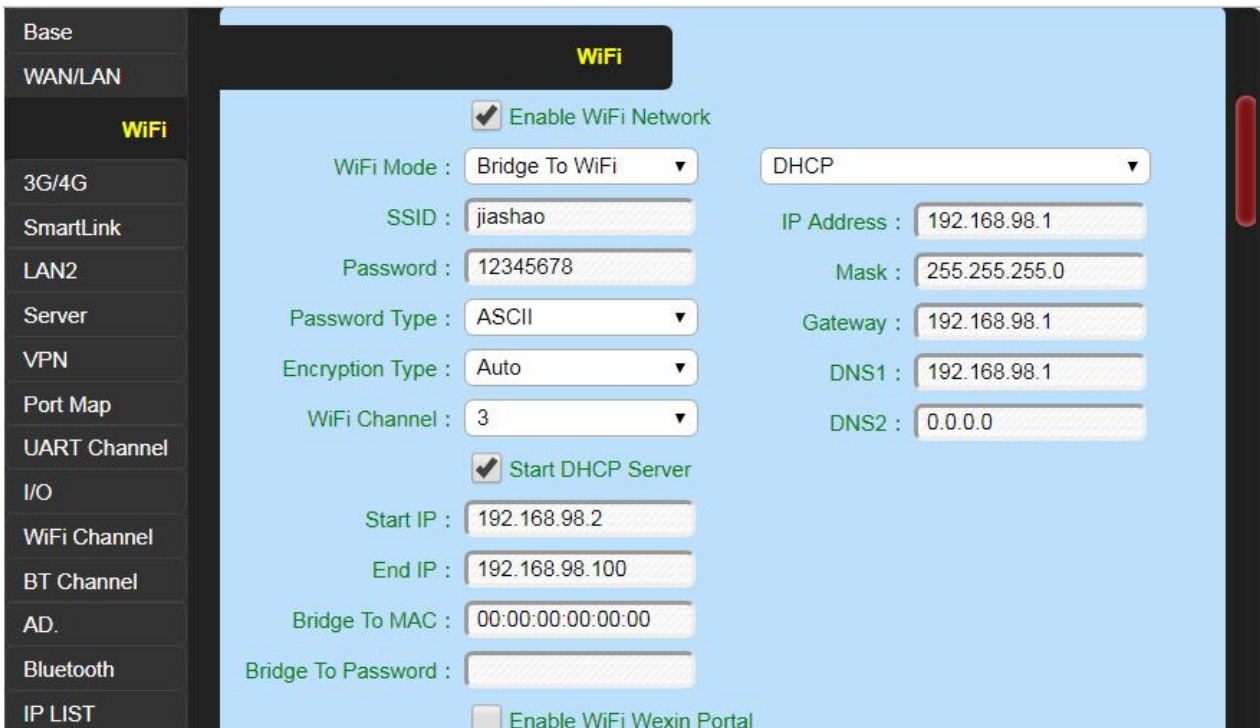 Base
WAN/LAN
WiFi
3G/4G
SmartLink
LAN2
Server
VPN
Port Map
UART Channel
I/O
WiFi Channel
BT Channel
AD.
Bluetooth
IP LIST
WiFi
Enable WiFi Network
WiFi Mode : Bridge To WiFi DHCP
SSID : jiashao
IP Address : 192.168.98.1
Password : 12345678
Mask : 255.255.255.0
Password Type : ASCII
Gateway : 192.168.98.1
Encryption Type : Auto
DNS1 : 192.168.98.1
WiFi Channel : 3
DNS2 : 0.0.0.0
Start DHCP Server
Start IP : 192.168.98.2
End IP : 192.168.98.100
Bridge To MAC : 00:00:00:00:00:00
Bridge To Password :
Enable WiFi Wexin Portal